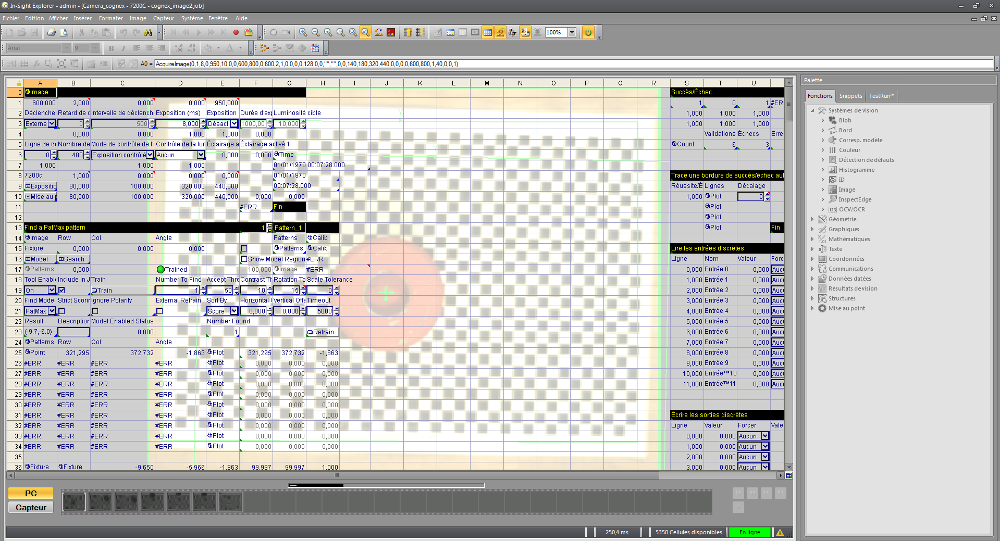 In-Sight Explorer - admin - [Camera_cognex - 7200C - cognex_image2.job]
Fichier Edition Afficher Insérer Formater Image Capteur Système Fenêtre Aide
100%
Arial 9
A0 = AcquireImage(0,1,8,0,950,10,0,0,600,800,0,600,2,1,0,0,0,0,128,0,0,"","",0,0,140,180,320,440,0,0,0,0,600,800,1,40,0,0,1)
A B C D E F G H I J K L M N O P Q R S T U
0 Image Succès/Échec
1 600,000 2,000 0,000 0,000 950,000 1 0 1 #ER
2 Déclenche Retard de Intervalle de déclench Exposition (ms) Exposition Durée d'ex Luminosité cible 1,000 1,000 1,000
3 Externe 0 500 8,000 Désacti 1000,00 10,000 1,000 1,000 1,000
4 0,000 0,000 1,000 1,000 0,000 Validations Échecs Erre
5 Ligne de de Nombre de Mode de contrôle de l' Contrôle de la lur Éclairage a Éclairage activé 1 Count 6 3
6 0 480 Exposition contrôlé Aucun 0,000 0,000 Time
7 1,000 1,000 1,000 01/01/1970 00:07:28.000
8 7200c 1,000 0,000 0,000 0,000 01/01/1970 Trace une bordure de succès/échec aut
9 Expositio 80,000 100,000 320,000 440,000 00:07:28.000 Réussite/É Lignes Décalage
10 Mise au p 80,000 100,000 320,000 440,000 0,000 0,000 1,000 Plot 0
11 #ERR Fin Plot
12 Plot
13 Find a PatMax pattern 1 Pattern_1 Plot Fin
14 Image Row Col Angle Patterns Calib
15 Fixture 0,000 0,000 0,000 Patterns Calib Lire les entrées discrètes
16 Model Search Show Model Region #ERR Ligne Nom Valeur Forc
17 Patterns 0,000 Trained 100,000 Image #ERR 0,000 Entrée 0 0,000 Auc
18 Tool Enable Include In J Train Number To Find Accept Thre Contrast Th Rotation To Scale Tolerance 1,000 Entrée 1 0,000 Auc
19 On Train 1 50 10 15 0 2,000 Entrée 2 0,000 Auc
20 Find Mode Strict Scorin Ignore Polarity External Retrain Sort By Horizontal Vertical Offs Timeout 3,000 Entrée 3 0,000 Auc
21 PatMax Score 0,000 0,000 5000 4,000 Entrée 4 0,000 Auc
22 Result Description Model Enabled Status Number Found 5,000 Entrée 5 0,000 Auc
23 (-9.7,-6.0) - 0,000 1 Retrain 6,000 Entrée 6 0,000 Auc
24 Patterns Row Col Angle 7,000 Entrée 7 0,000 Auc
25 Point 321,295 372,732 -1,863 Plot 321,295 372,732 -1,863 8,000 Entrée 8 0,000 Auc
26 #ERR #ERR #ERR #ERR Plot 0,000 0,000 0,000 9,000 Entrée 9 0,000 Auc
27 #ERR #ERR #ERR #ERR Plot 0,000 0,000 0,000 10,000 Entrée™10 0,000 Auc
28 #ERR #ERR #ERR #ERR Plot 0,000 0,000 0,000 11,000 Entrée™11 0,000 Auc
29 #ERR #ERR #ERR #ERR Plot 0,000 0,000 0,000
30 #ERR #ERR #ERR #ERR Plot 0,000 0,000 0,000
31 #ERR #ERR #ERR #ERR Plot 0,000 0,000 0,000 Écrire les sorties discrètes
32 #ERR #ERR #ERR #ERR Plot 0,000 0,000 0,000 Ligne Valeur Forcer Vale
33 #ERR #ERR #ERR #ERR Plot 0,000 0,000 0,000 0,000 0,000 Aucun
34 #ERR #ERR #ERR #ERR Plot 0,000 0,000 0,000 1,000 0,000 Aucun
35 2,000 0,000 Aucun
36 Fixture Fixture -9,650 -5,966 -1,863 99,997 99,997 1,000 3,000 0,000 Aucun
Palette
Fonctions Snippets TestRun™
Systèmes de vision
Blob
Bord
Corresp. modèle
Couleur
Détection de défauts
Histogramme
ID
Image
InspectEdge
OCV/OCR
Géometrie
Graphiques
Mathématiques
Texte
Coordonnées
Communications
Données datées
Résultats de vision
Structures
Mise au point
PC
Capteur
250,4 ms 5350 Cellules disponibles En ligne